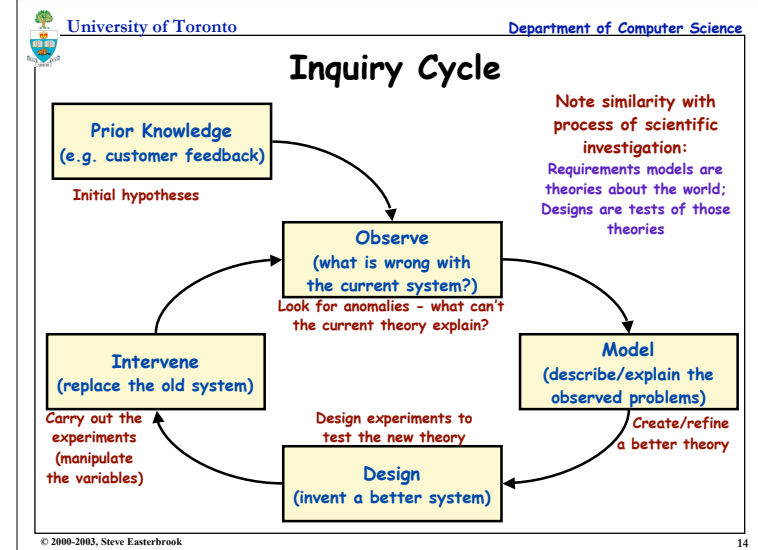 University of Toronto
Department of Computer Science
Inquiry Cycle
Note similarity with
process of scientific
investigation:
Requirements models are
theories about the world;
Designs are tests of those
theories
Prior Knowledge
(e.g. customer feedback)
Initial hypotheses
Observe
(what is wrong with
the current system?)
Look for anomalies - what can't
the current theory explain?
Model
(describe/explain the
observed problems)
Create/refine
a better theory
Intervene
(replace the old system)
Carry out the
experiments
(manipulate
the variables)
Design experiments to
test the new theory
Design
(invent a better system)
© 2000-2003, Steve Easterbrook
14